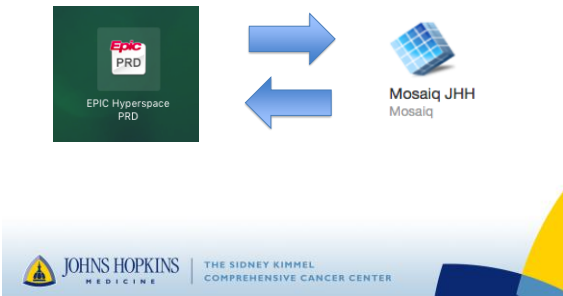 Epic
PRD
EPIC Hyperspace
PRD
Mosaiq JHH
Mosaiq
JOHNS HOPKINS
MEDICINE
THE SIDNEY KIMMEL
COMPREHENSIVE CANCER CENTER